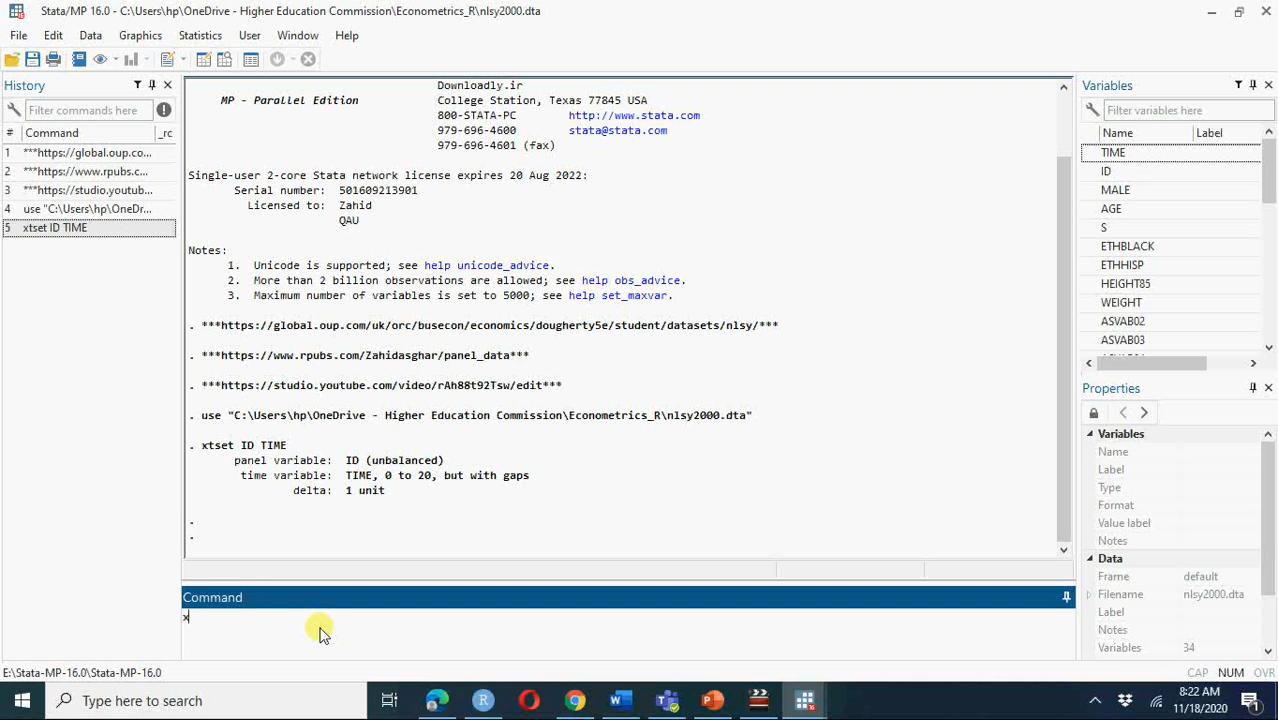 Stata/MP 16.0 - C:\Users\hp\OneDrive - Higher Education Commission\Econometrics_R\nlsy2000.dta
File Edit Data Graphics Statistics User Window Help
History
Filter commands here
# Command _rc
1 ***https://global.oup.co...
2 ***https://www.rpubs.c...
3 ***https://studio.youtub...
4 use "C:\Users\hp\OneDr...
5 xtset ID TIME
Downloadly.ir
MP - Parallel Edition College Station, Texas 77845 USA
800-STATA-PC http://www.stata.com
979-696-4600 stata@stata.com
979-696-4601 (fax)
Single-user 2-core Stata network license expires 20 Aug 2022:
Serial number: 501609213901
Licensed to: Zahid
QAU
Notes:
1. Unicode is supported; see help unicode_advice.
2. More than 2 billion observations are allowed; see help obs_advice.
3. Maximum number of variables is set to 5000; see help set_maxvar.
. ***https://global.oup.com/uk/orc/busecon/economics/dougherty5e/student/datasets/nlsy/***
. ***https://www.rpubs.com/Zahidasghar/panel_data***
. ***https://studio.youtube.com/video/rAh88t92Tsw/edit***
. use "C:\Users\hp\OneDrive - Higher Education Commission\Econometrics_R\nlsy2000.dta"
. xtset ID TIME
panel variable: ID (unbalanced)
time variable: TIME, 0 to 20, but with gaps
delta: 1 unit
.
.
Command
x
Variables
Filter variables here
Name Label
TIME
ID
MALE
AGE
S
ETHBLACK
ETHHISP
HEIGHT85
WEIGHT
ASVAB02
ASVAB03
Properties
Variables
Name
Label
Type
Format
Value label
Notes
Data
Frame default
Filename nlsy2000.dta
Label
Notes
Variables 34
E:\Stata-MP-16.0\Stata-MP-16.0
CAP NUM OVR
Type here to search
8:22 AM
11/18/2020